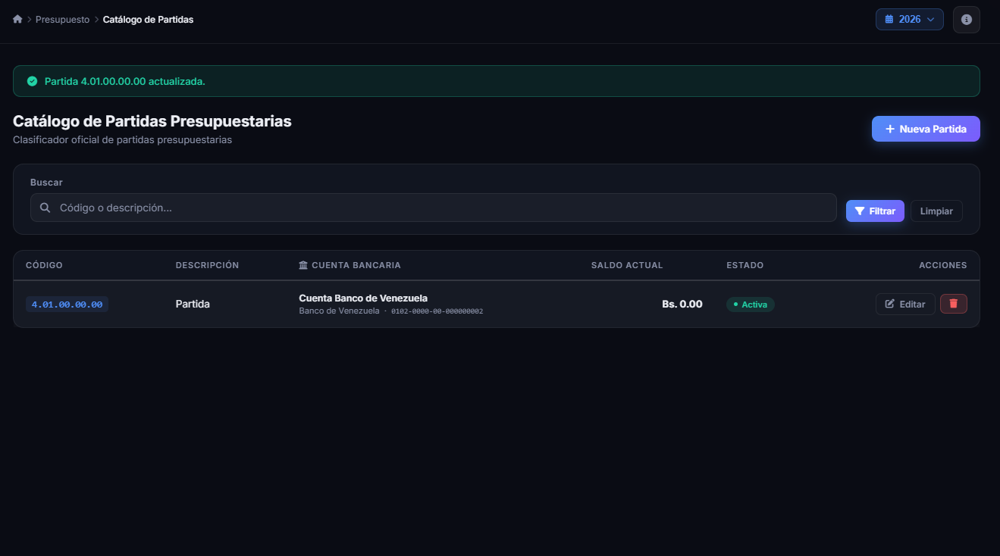 Presupuesto > Catálogo de Partidas
2026
Partida 4.01.00.00.00 actualizada.
Catálogo de Partidas Presupuestarias
Clasificador oficial de partidas presupuestarias
+ Nueva Partida
Buscar
Código o descripción...
Filtrar
Limpiar
CÓDIGO DESCRIPCIÓN CUENTA BANCARIA SALDO ACTUAL ESTADO ACCIONES
4.01.00.00.00 Partida Cuenta Banco de Venezuela Bs. 0.00 Activa Editar
Banco de Venezuela · 0102-0000-00-000000002